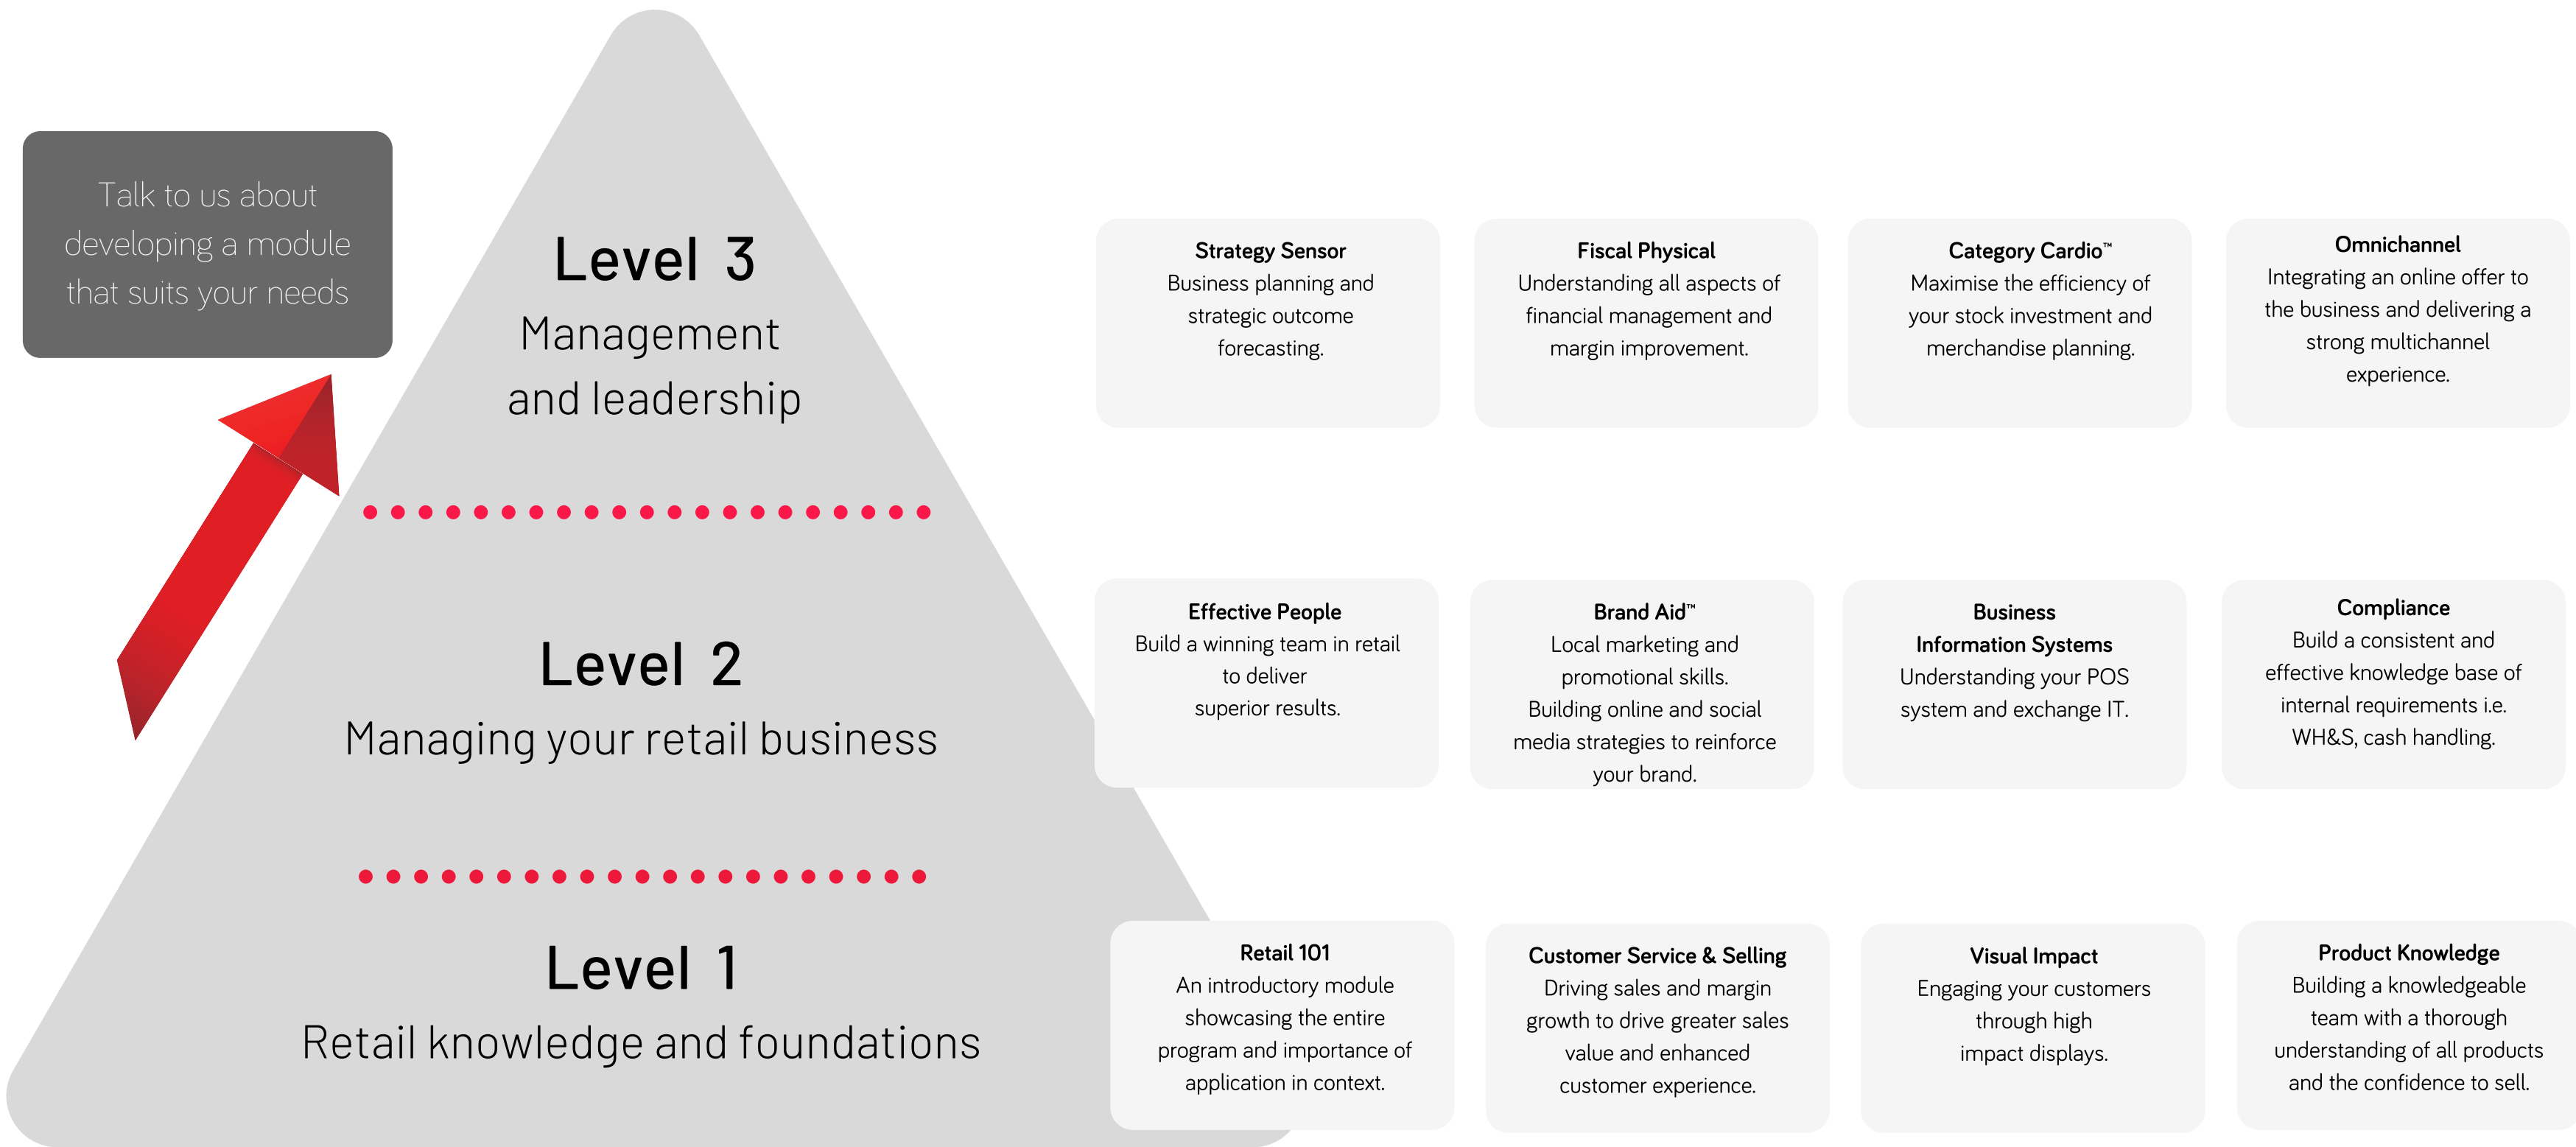 Talk to us about
developing a module
that suits your needs
Level 3
Management
and leadership
Strategy Sensor
Business planning and
strategic outcome
forecasting.
Fiscal Physical
Understanding all aspects of
financial management and
margin improvement.
Category Cardio™
Maximise the efficiency of
your stock investment and
merchandise planning.
Omnichannel
Integrating an online offer to
the business and delivering a
strong multichannel
experience.
Level 2
Managing your retail business
Effective People
Build a winning team in retail
to deliver
superior results.
Brand Aid™
Local marketing and
promotional skills.
Building online and social
media strategies to reinforce
your brand.
Business
Information Systems
Understanding your POS
system and exchange IT.
Compliance
Build a consistent and
effective knowledge base of
internal requirements i.e.
WH&S, cash handling.
Level 1
Retail knowledge and foundations
Retail 101
An introductory module
showcasing the entire
program and importance of
application in context.
Customer Service & Selling
Driving sales and margin
growth to drive greater sales
value and enhanced
customer experience.
Visual Impact
Engaging your customers
through high
impact displays.
Product Knowledge
Building a knowledgeable
team with a thorough
understanding of all products
and the confidence to sell.